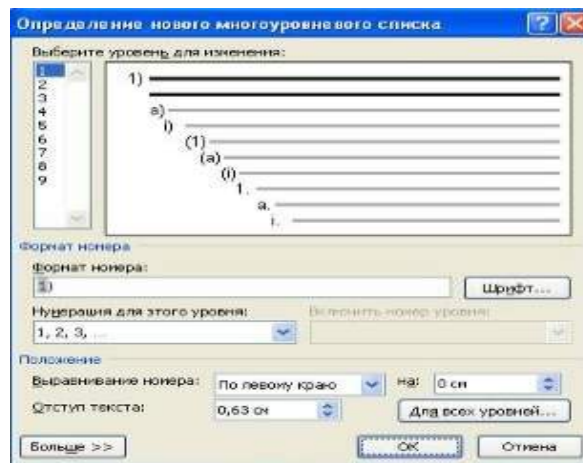 Определение нового многоуровневого списка
Выберите уровень для изменения:
1
2
3
4
5
6
7
8
9
1)
a)
i)
(1)
(a)
(i)
1.
a.
i.
Формат номера
Формат номера:
1)
Шрифт...
Нумерация для этого уровня:
Включить номер уровня:
1, 2, 3, ...
Положение
Выравнивание номера:
По левому краю
на:
0 см
Отступ текста:
0,63 см
Для всех уровней...
Больше >>
OK
Отмена